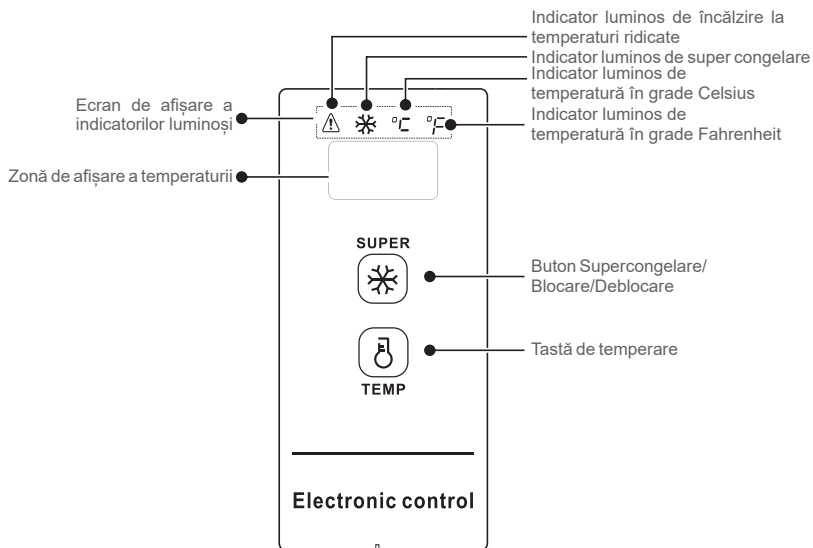 Indicator luminos de încălzire la
temperaturi ridicate
Indicator luminos de super congelare
Indicator luminos de
temperatură în grade Celsius
Indicator luminos de
temperatură în grade Fahrenheit
Ecran de afișare a
indicatorilor luminoși
°C °F
Zonă de afișare a temperaturii
SUPER
Buton Supercongelare/
Blocare/Deblocare
Tastă de temperare
TEMP
Electronic control